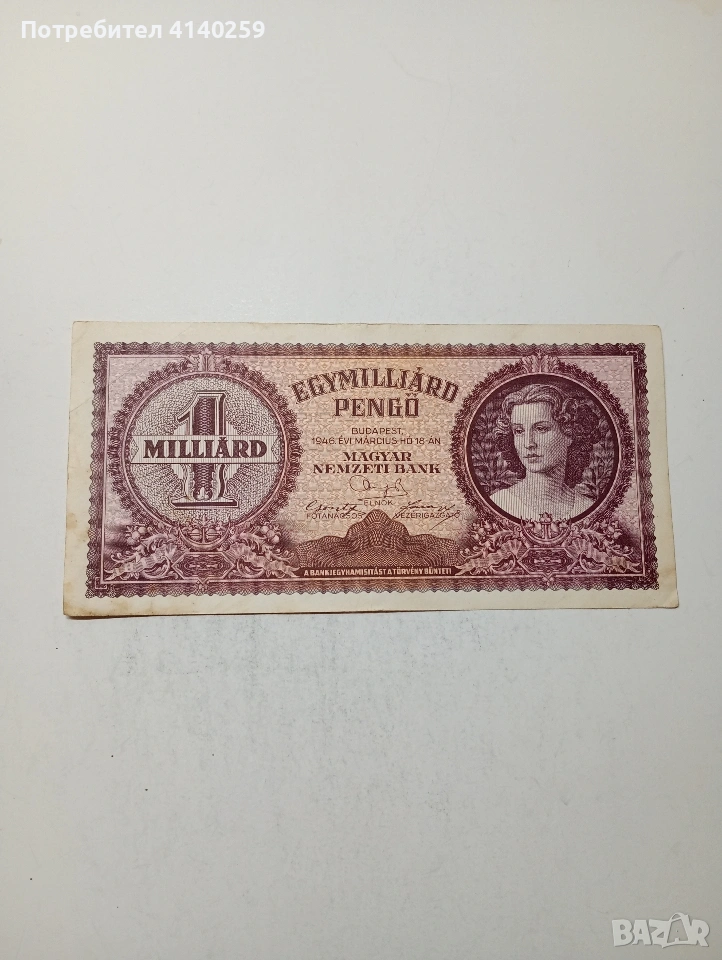 Потребител 4140259
EGYMILLIÁRD
PENGŐ
BUDAPEST,
1946. ÉVI MÁRCIUS HÓ 18-ÁN
MAGYAR
NEMZETI BANK
1
MILLIÁRD
ELNÖK
FŐTANÁCSOS VEZÉRIGAZGATÓ
A BANKJEGYHAMISÍTÁST A TÖRVÉNY BÜNTETI
BAZAR